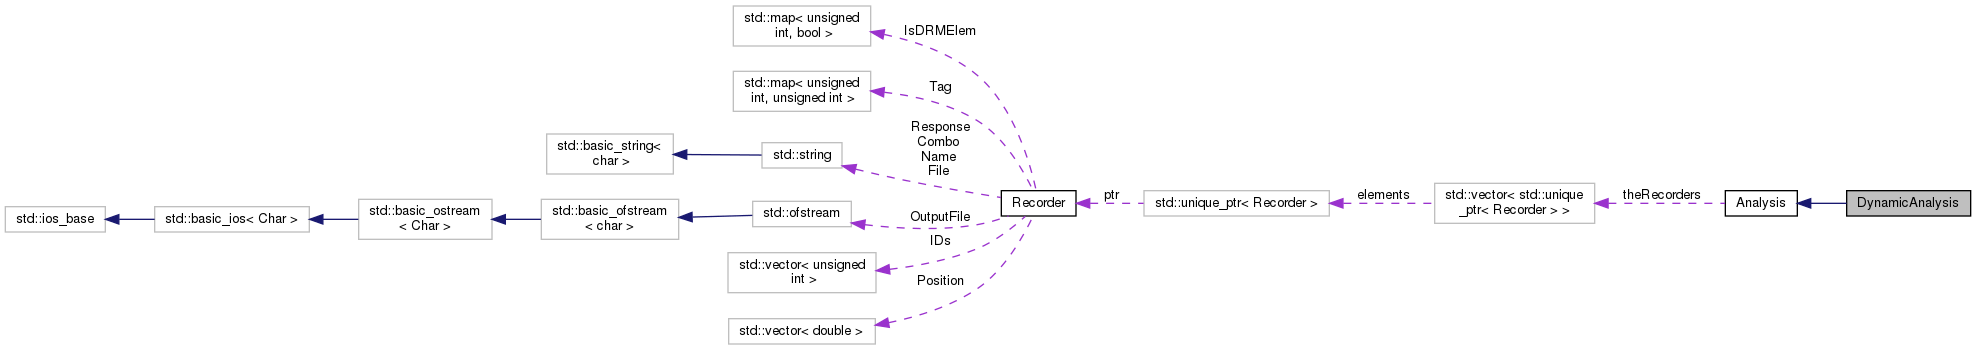 std::map< unsigned
int, bool >
IsDRMElem
std::map< unsigned
int, unsigned int >
Tag
Response
Combo
Name
File
std::basic_string<
char >
std::string
std::ios_base
std::basic_ios< Char >
std::basic_ostream
< Char >
std::basic_ofstream
< char >
std::ofstream
OutputFile
IDs
std::vector< unsigned
int >
Position
std::vector< double >
Recorder
ptr
std::unique_ptr< Recorder >
elements
std::vector< std::unique
_ptr< Recorder > >
theRecorders
Analysis
DynamicAnalysis